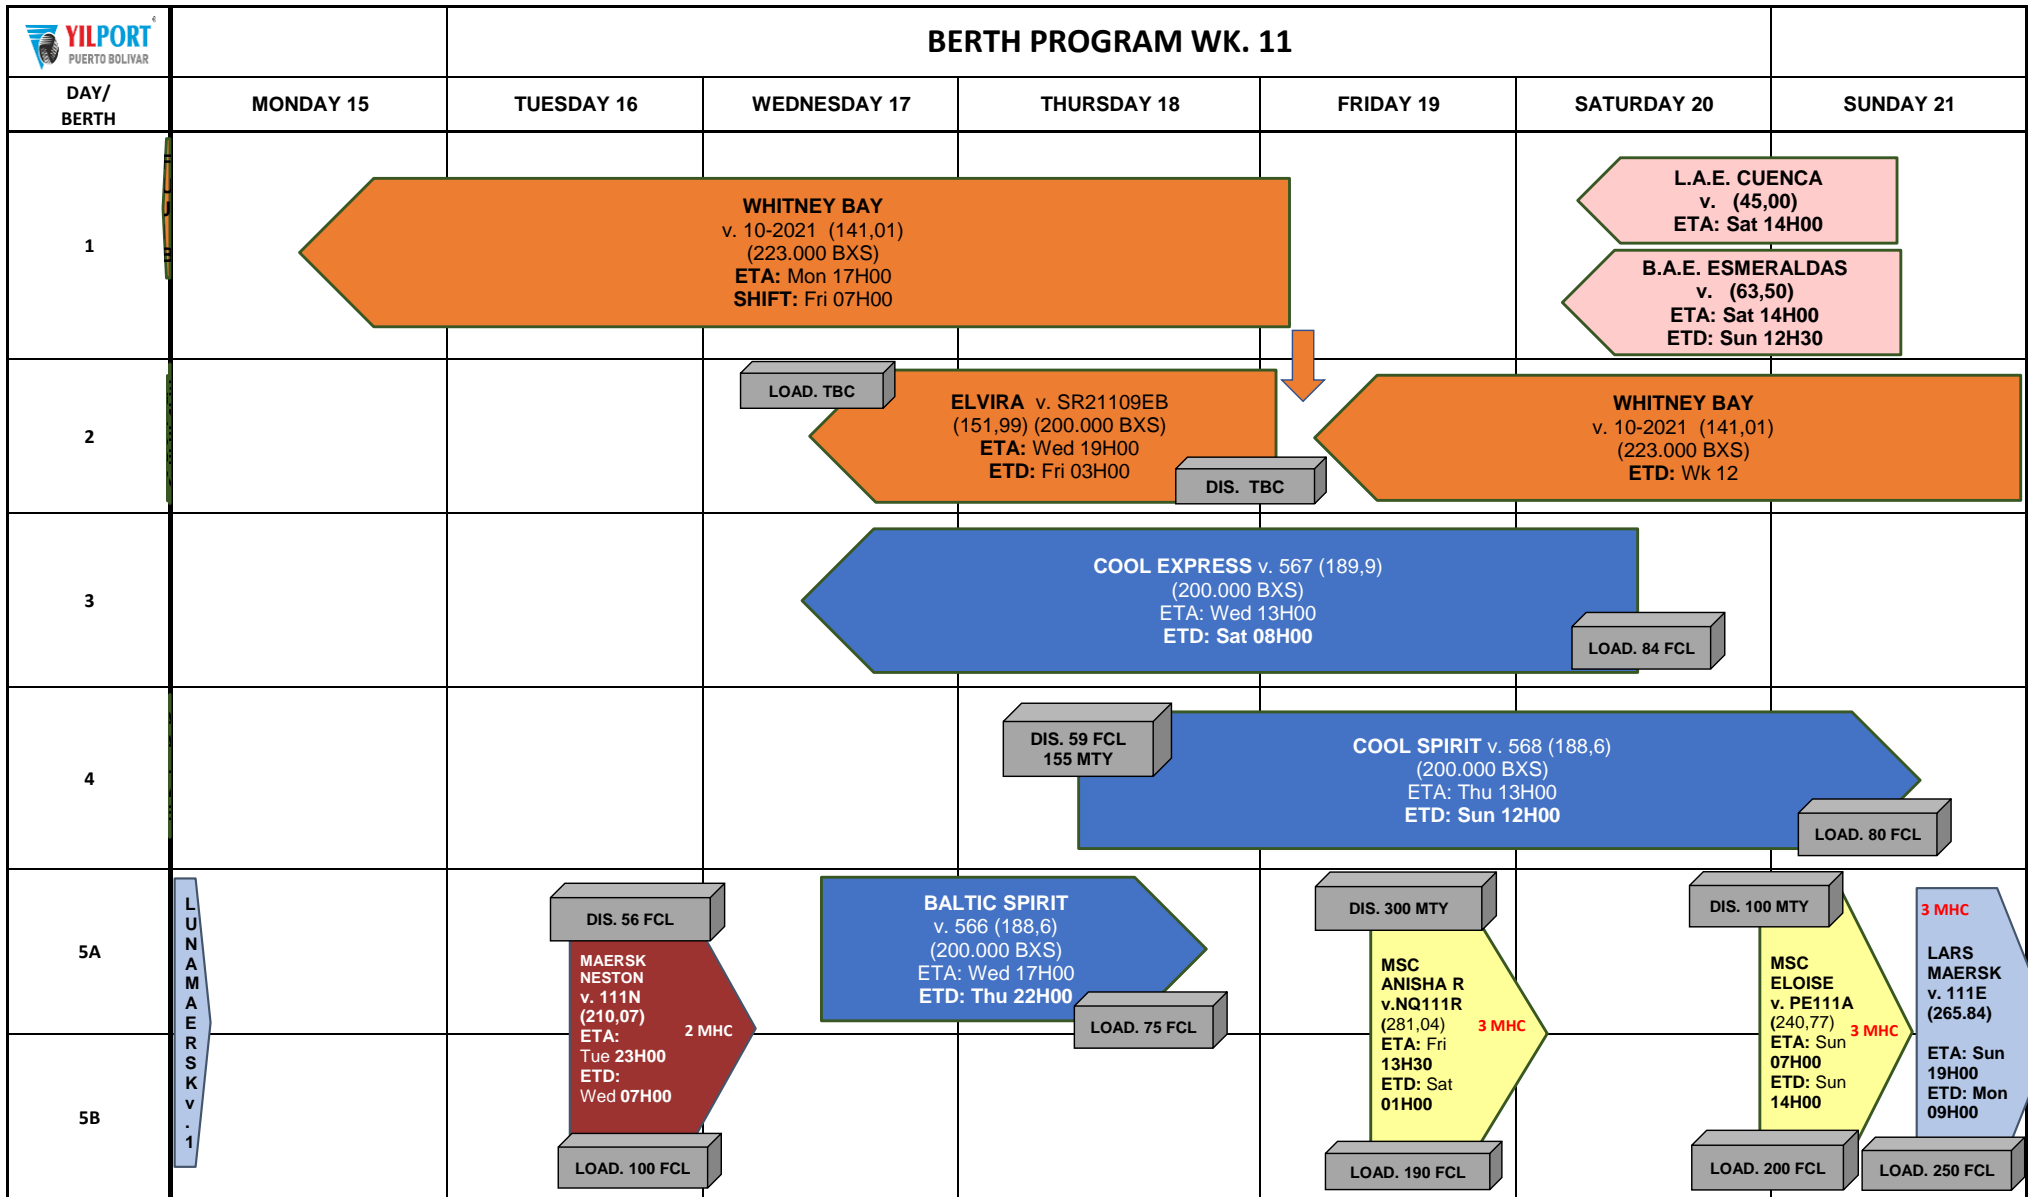 YILPORT
PUERTO BOLIVAR
BERTH PROGRAM WK. 11
DAY/
BERTH
MONDAY 15
TUESDAY 16
WEDNESDAY 17
THURSDAY 18
FRIDAY 19
SATURDAY 20
SUNDAY 21
1
WHITNEY BAY
v. 10-2021 (141,01)
(223.000 BXS)
ETA: Mon 17H00
SHIFT: Fri 07H00
L.A.E. CUENCA
v. (45,00)
ETA: Sat 14H00
B.A.E. ESMERALDAS
v. (63,50)
ETA: Sat 14H00
ETD: Sun 12H30
2
LOAD. TBC
ELVIRA v. SR21109EB
(151,99) (200.000 BXS)
ETA: Wed 19H00
ETD: Fri 03H00
DIS. TBC
WHITNEY BAY
v. 10-2021 (141,01)
(223.000 BXS)
ETD: Wk 12
3
COOL EXPRESS v. 567 (189,9)
(200.000 BXS)
ETA: Wed 13H00
ETD: Sat 08H00
LOAD. 84 FCL
4
DIS. 59 FCL
155 MTY
COOL SPIRIT v. 568 (188,6)
(200.000 BXS)
ETA: Thu 13H00
ETD: Sun 12H00
LOAD. 80 FCL
5A
5B
L
U
N
A
M
A
E
R
S
K
v
.
1
DIS. 56 FCL
MAERSK
NESTON
v. 111N
(210,07)
ETA:
Tue 23H00
ETD:
Wed 07H00
2 MHC
LOAD. 100 FCL
BALTIC SPIRIT
v. 566 (188,6)
(200.000 BXS)
ETA: Wed 17H00
ETD: Thu 22H00
LOAD. 75 FCL
DIS. 300 MTY
MSC
ANISHA R
v.NQ111R
(281,04)
ETA: Fri
13H30
ETD: Sat
01H00
3 MHC
LOAD. 190 FCL
DIS. 100 MTY
MSC
ELOISE
v. PE111A
(240,77)
ETA: Sun
07H00
ETD: Sun
14H00
3 MHC
LOAD. 200 FCL
3 MHC
LARS
MAERSK
v. 111E
(265.84)
ETA: Sun
19H00
ETD: Mon
09H00
LOAD. 250 FCL